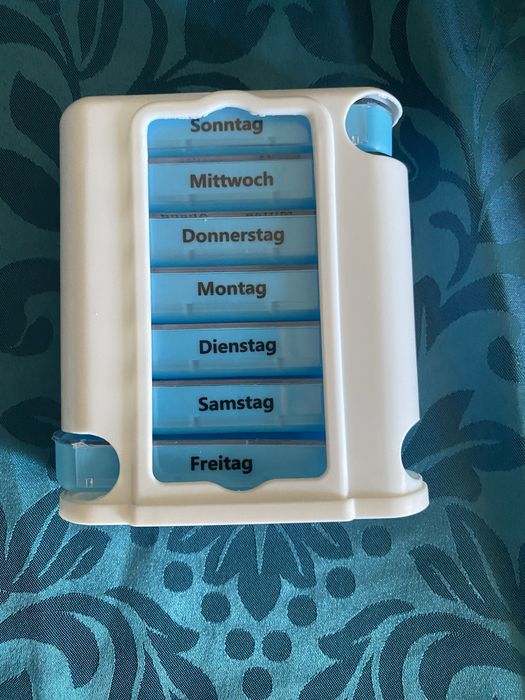 Sonntag
Mittwoch
Donnerstag
Montag
Dienstag
Samstag
Freitag